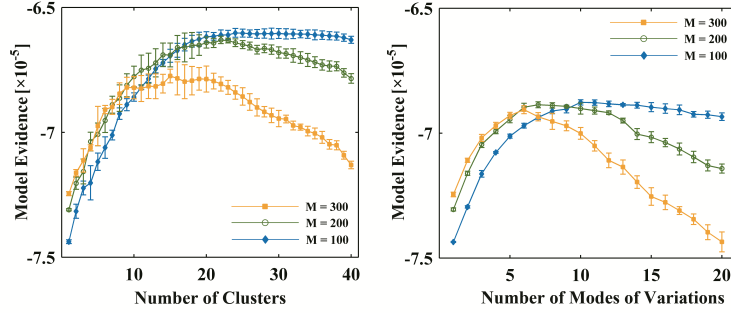 -6.5
-7
-7.5
Model Evidence [×10⁻⁵]
10
20
30
40
Number of Clusters
M = 300
M = 200
M = 100
-6.5
-7
-7.5
Model Evidence [×10⁻⁵]
5
10
15
20
Number of Modes of Variations
M = 300
M = 200
M = 100